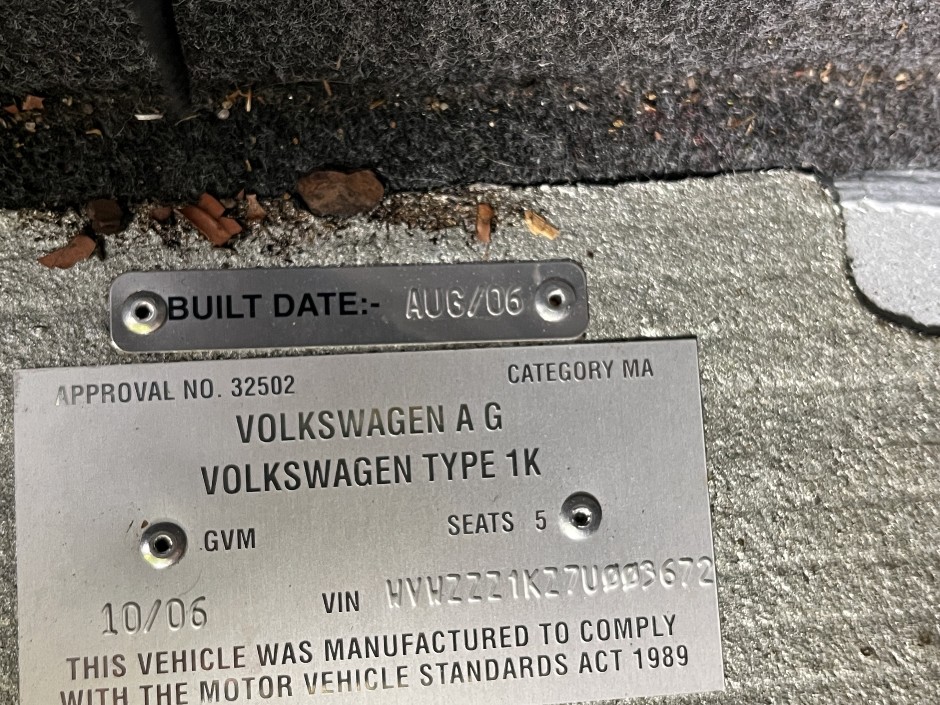 BUILT DATE:- AUG/06
APPROVAL NO. 32502 CATEGORY MA
VOLKSWAGEN A G
VOLKSWAGEN TYPE 1K
GVM SEATS 5
10/06 VIN WVWZZZ1KZ7U003672
THIS VEHICLE WAS MANUFACTURED TO COMPLY
WITH THE MOTOR VEHICLE STANDARDS ACT 1989